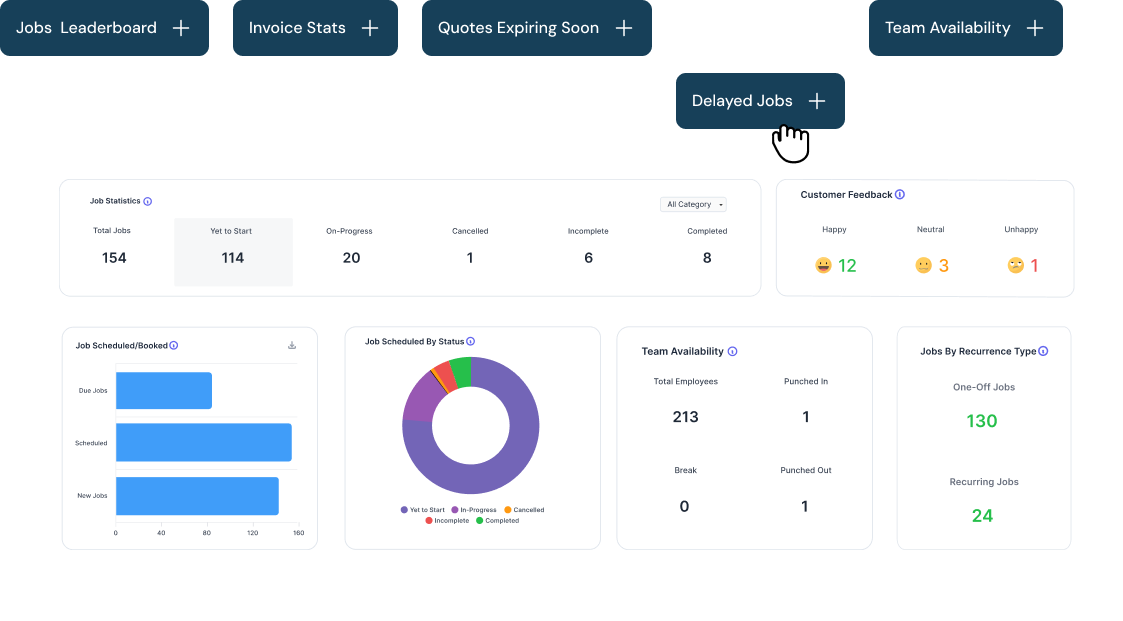 Jobs Leaderboard
Invoice Stats
Quotes Expiring Soon
Team Availability
Delayed Jobs
Job Statistics
All Category
Total Jobs
Yet to Start
On-Progress
Cancelled
Incomplete
Completed
154
114
20
1
6
8
Customer Feedback
Happy
Neutral
Unhappy
12
3
1
Job Scheduled/Booked
Due Jobs
Scheduled
New Jobs
0 40 80 120 160
Job Scheduled By Status
Yet to Start In-Progress Cancelled
Incomplete Completed
Team Availability
Total Employees
Punched In
213
1
Break
Punched Out
0
1
Jobs By Recurrence Type
One-Off Jobs
130
Recurring Jobs
24